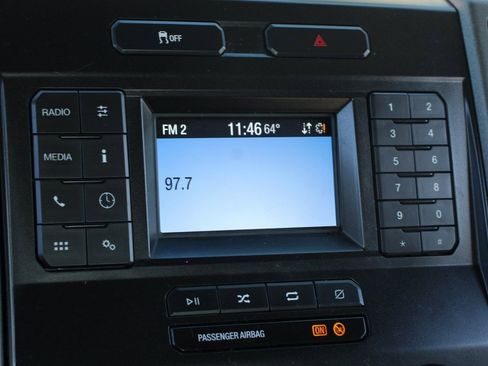 OFF
RADIO
MEDIA
i
FM 2 11:46 64°
97.7
1 2
3 4
5 6
7 8
9 0
* #
PASSENGER AIRBAG ON